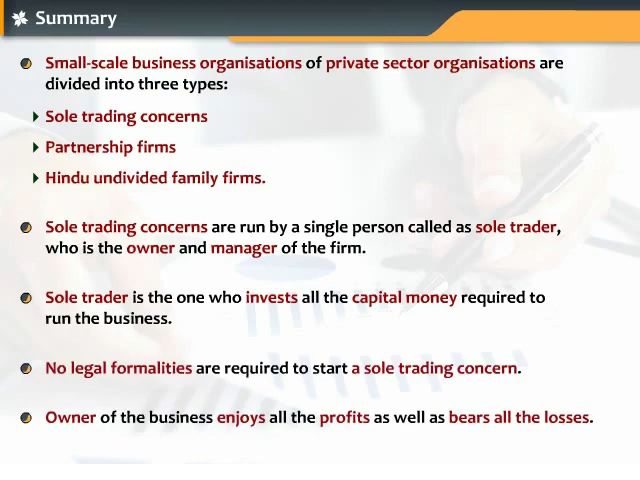 Summary
Small-scale business organisations of private sector organisations are
divided into three types:
Sole trading concerns
Partnership firms
Hindu undivided family firms.
Sole trading concerns are run by a single person called as sole trader,
who is the owner and manager of the firm.
Sole trader is the one who invests all the capital money required to
run the business.
No legal formalities are required to start a sole trading concern.
Owner of the business enjoys all the profits as well as bears all the losses.